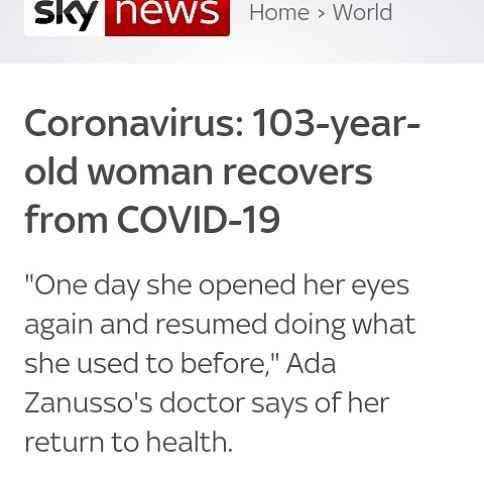 sky news Home > World
Coronavirus: 103-year-
old woman recovers
from COVID-19
"One day she opened her eyes
again and resumed doing what
she used to before," Ada
Zanusso's doctor says of her
return to health.